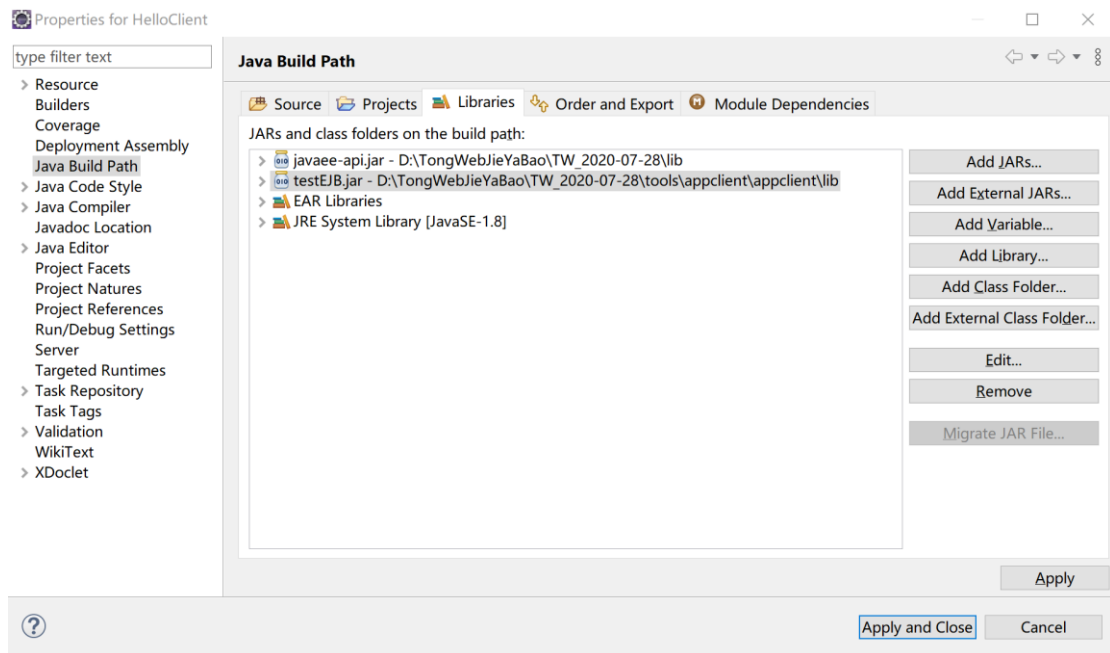 Properties for HelloClient
type filter text
Resource
Builders
Coverage
Deployment Assembly
Java Build Path
Java Code Style
Java Compiler
Javadoc Location
Java Editor
Project Facets
Project Natures
Project References
Run/Debug Settings
Server
Targeted Runtimes
Task Repository
Task Tags
Validation
WikiText
XDoclet
Java Build Path
Source Projects Libraries Order and Export Module Dependencies
JARs and class folders on the build path:
javaee-api.jar - D:\TongWebJieYaBao\TW_2020-07-28\lib
testEJB.jar - D:\TongWebJieYaBao\TW_2020-07-28\tools\appclient\appclient\lib
EAR Libraries
JRE System Library [JavaSE-1.8]
Add JARs...
Add External JARs...
Add Variable...
Add Library...
Add Class Folder...
Add External Class Folder...
Edit...
Remove
Migrate JAR File...
Apply
Apply and Close Cancel